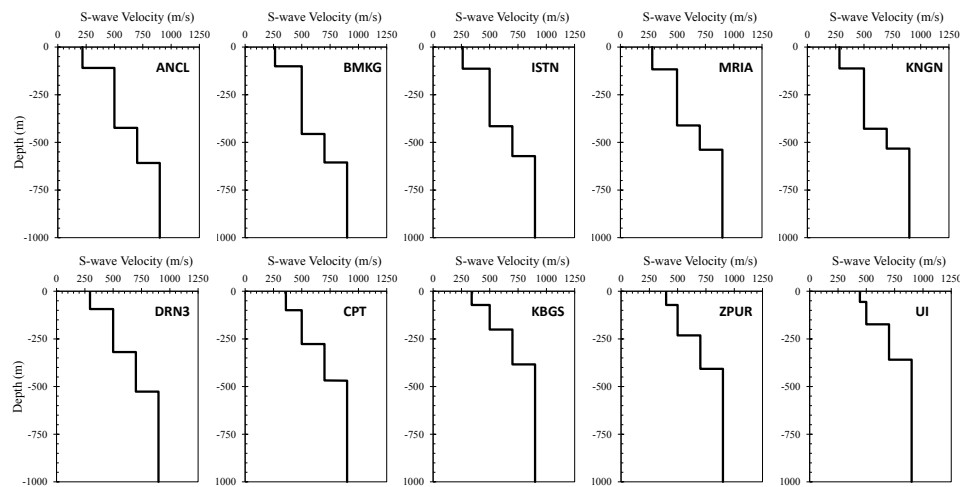 S-wave Velocity (m/s) S-wave Velocity (m/s) S-wave Velocity (m/s) S-wave Velocity (m/s) S-wave Velocity (m/s)
0 250 500 750 1000 1250 0 250 500 750 1000 1250 0 250 500 750 1000 1250 0 250 500 750 1000 1250 0 250 500 750 1000 1250
0 0 0 0 0
ANCL BMKG ISTN MRIA KNGN
-250 -250 -250 -250 -250
Depth (m)
-500 -500 -500 -500 -500
-750 -750 -750 -750 -750
-1000 1000 1000 1000 1000
S-wave Velocity (m/s) S-wave Velocity (m/s) S-wave Velocity (m/s) S-wave Velocity (m/s) S-wave Velocity (m/s)
0 250 500 750 1000 1250 0 250 500 750 1000 1250 0 250 500 750 1000 1250 0 250 500 750 1000 1250 0 250 500 750 1000 1250
0 0 0 0 0
DRN3 CPT KBGS ZPUR UI
-250 -250 -250 -250 -250
Depth (m)
-500 -500 -500 -500 -500
-750 -750 -750 -750 -750
-1000 1000 1000 1000 1000